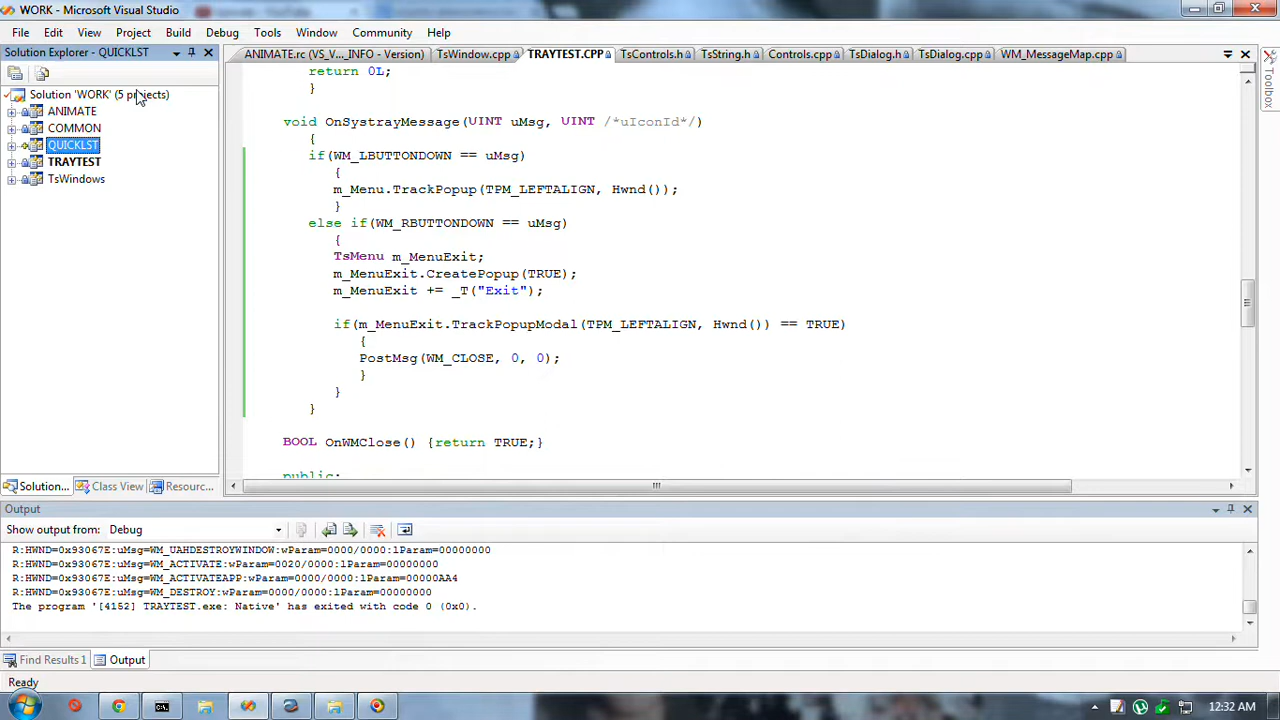 WORK - Microsoft Visual Studio
File Edit View Project Build Debug Tools Window Community Help
Solution Explorer - QUICKLST
ANIMATE.rc (VS_V..._INFO - Version) TsWindow.cpp TRAYTEST.CPP TsControls.h TsString.h Controls.cpp TsDialog.h TsDialog.cpp WM_MessageMap.cpp
Toolbox
Solution 'WORK' (5 projects)
ANIMATE
COMMON
QUICKLST
TRAYTEST
TsWindows
return 0L;
}
void OnSystrayMessage(UINT uMsg, UINT /*uIconId*/)
{
if(WM_LBUTTONDOWN == uMsg)
{
m_Menu.TrackPopup(TPM_LEFTALIGN, Hwnd());
}
else if(WM_RBUTTONDOWN == uMsg)
{
TsMenu m_MenuExit;
m_MenuExit.CreatePopup(TRUE);
m_MenuExit += _T("Exit");
if(m_MenuExit.TrackPopupModal(TPM_LEFTALIGN, Hwnd()) == TRUE)
{
PostMsg(WM_CLOSE, 0, 0);
}
}
}
BOOL OnWMClose() {return TRUE;}
public:
Solution... Class View Resourc...
Output
Show output from: Debug
R:HWND=0x93067E:uMsg=WM_UAHDESTROYWINDOW:wParam=0000/0000:lParam=00000000
R:HWND=0x93067E:uMsg=WM_ACTIVATE:wParam=0020/0000:lParam=00000000
R:HWND=0x93067E:uMsg=WM_ACTIVATEAPP:wParam=0000/0000:lParam=00000AA4
R:HWND=0x93067E:uMsg=WM_DESTROY:wParam=0000/0000:lParam=00000000
The program '[4152] TRAYTEST.exe: Native' has exited with code 0 (0x0).
Find Results 1 Output
Ready
12:32 AM